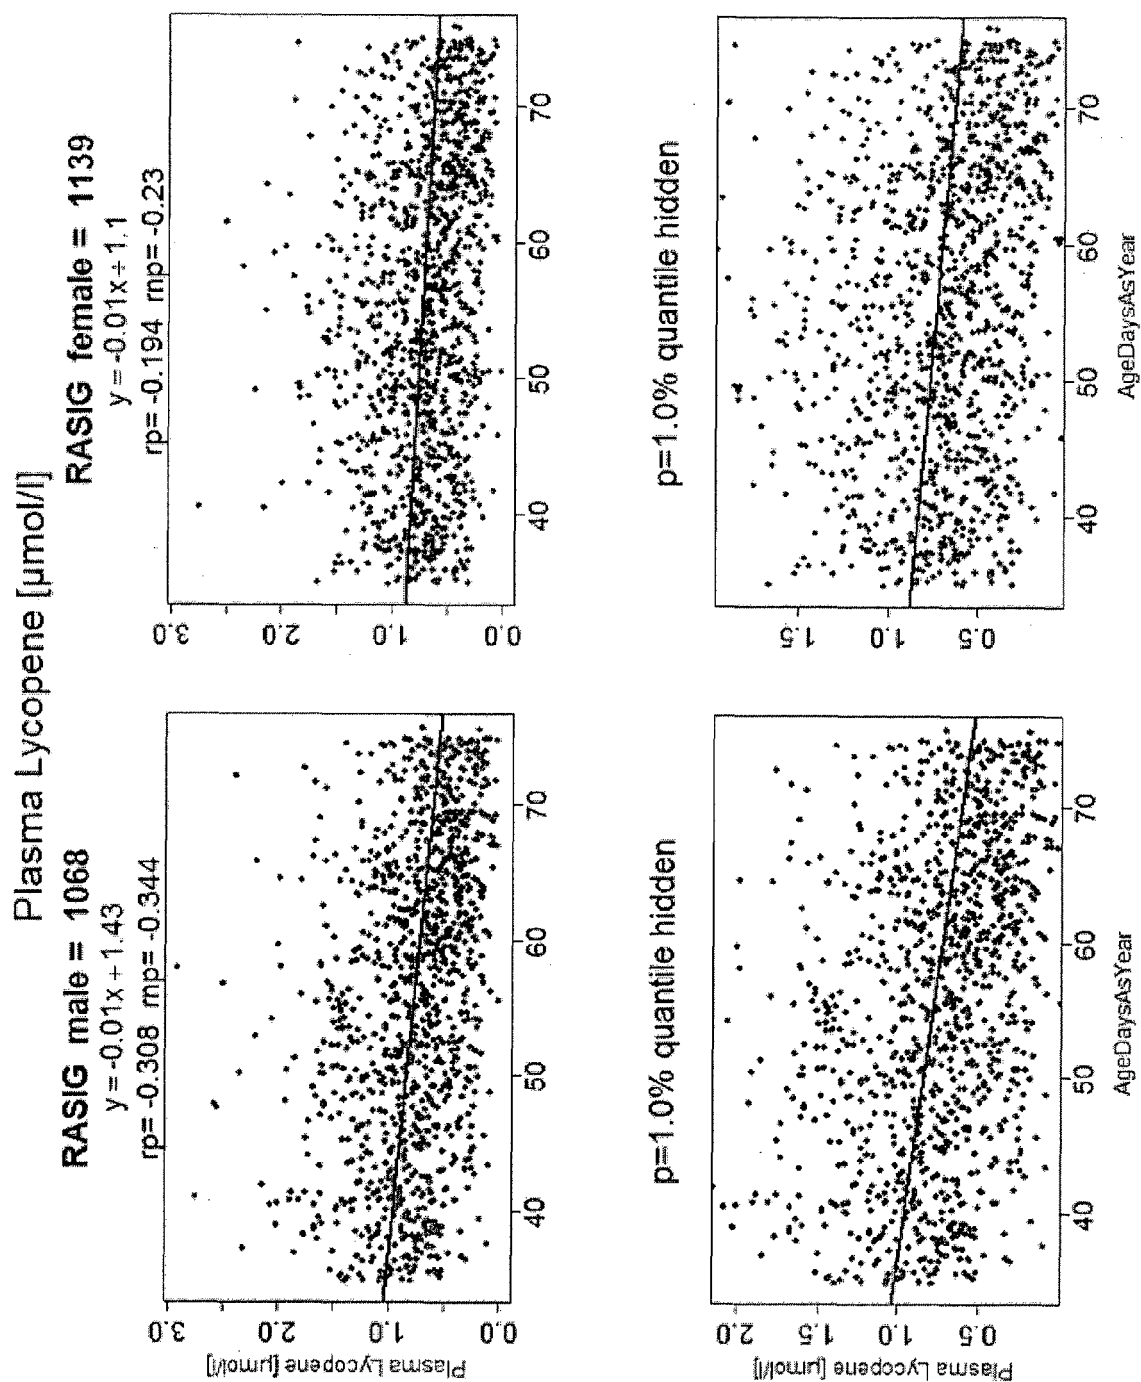 Plasma Lycopene [µmol/l]
RASIG male = 1068
y = -0.01x + 1.43
rp= -0.308 rnp= -0.344
Plasma Lycopene [µmol/l]
3.0
2.0
1.0
0.0
40
50
60
70
RASIG female = 1139
y = -0.01x + 1.1
rp= -0.194 rnp= -0.23
3.0
2.0
1.0
0.0
40
50
60
70
p=1.0% quantile hidden
Plasma Lycopene [µmol/l]
2.0
1.5
1.0
0.5
40
50
60
70
AgeDaysAsYear
p=1.0% quantile hidden
1.5
1.0
0.5
40
50
60
70
AgeDaysAsYear